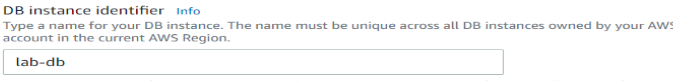 DB instance identifier Info
Type a name for your DB instance. The name must be unique across all DB instances owned by your AWS
account in the current AWS Region.
lab-db